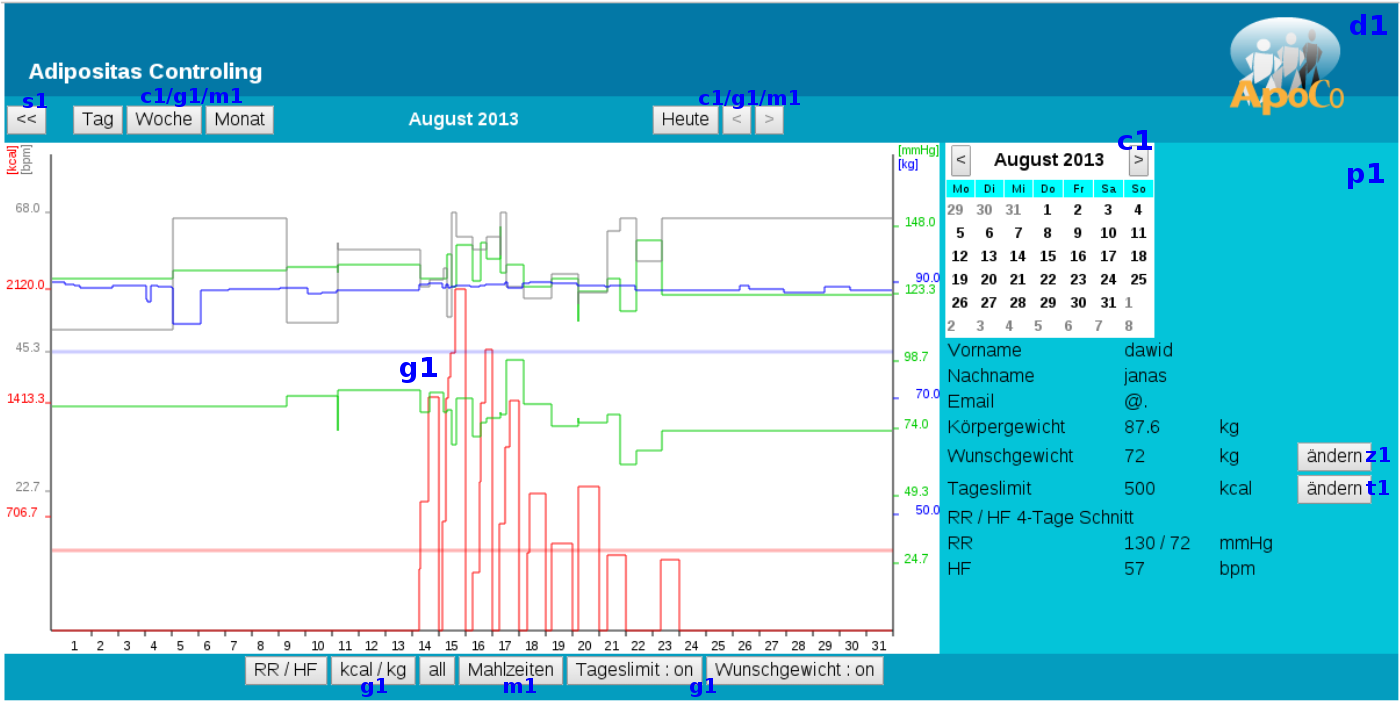 d1
Adipositas Controling
ApoCo
s1 c1/g1/m1 c1/g1/m1
<< Tag Woche Monat August 2013 Heute < >
c1
p1
[kcal] [bpm] [mmHg]
[kg]
68.0 148.0
2120.0 90.0
123.3
45.3 98.7
g1
1413.3 70.0
74.0
22.7 49.3
706.7 50.0
24.7
1 2 3 4 5 6 7 8 9 10 11 12 13 14 15 16 17 18 19 20 21 22 23 24 25 26 27 28 29 30 31
< August 2013 >
Mo Di Mi Do Fr Sa So
29 30 31 1 2 3 4
5 6 7 8 9 10 11
12 13 14 15 16 17 18
19 20 21 22 23 24 25
26 27 28 29 30 31 1
2 3 4 5 6 7 8
Vorname dawid
Nachname janas
Email @.
Körpergewicht 87.6 kg
Wunschgewicht 72 kg ändern z1
Tageslimit 500 kcal ändern t1
RR / HF 4-Tage Schnitt
RR 130 / 72 mmHg
HF 57 bpm
RR / HF kcal / kg all Mahlzeiten Tageslimit : on Wunschgewicht : on
g1 m1 g1